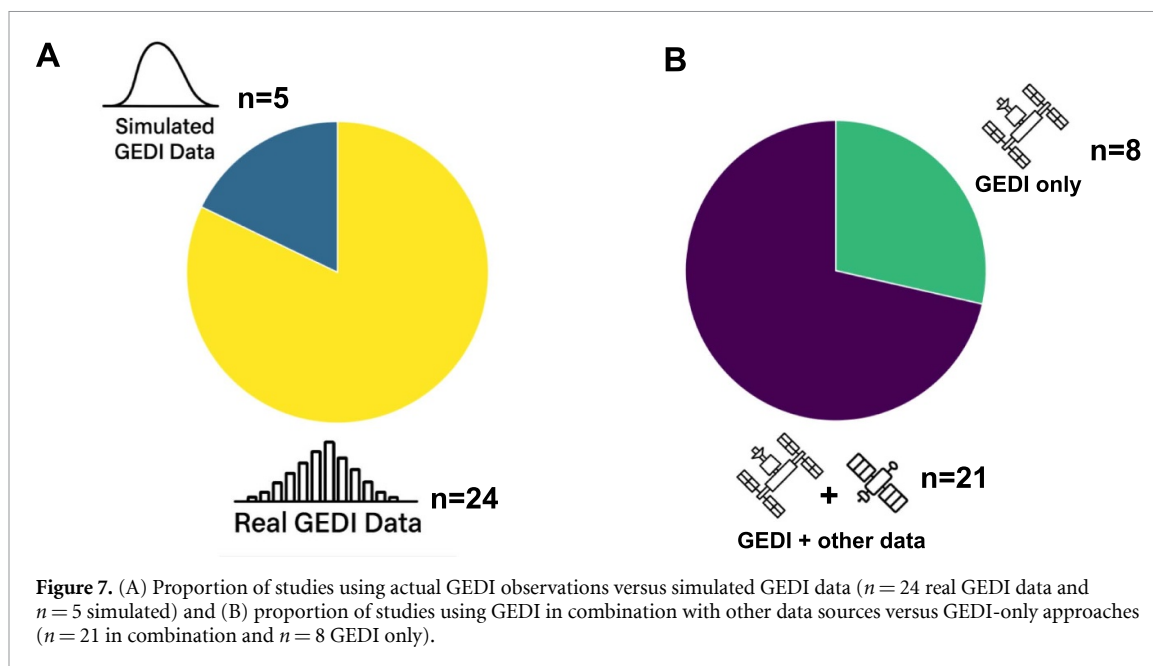 A
n=5
Simulated
GEDI Data
n=24
Real GEDI Data
B
n=8
GEDI only
+
n=21
GEDI + other data
Figure 7. (A) Proportion of studies using actual GEDI observations versus simulated GEDI data (n = 24 real GEDI data and
n = 5 simulated) and (B) proportion of studies using GEDI in combination with other data sources versus GEDI-only approaches
(n = 21 in combination and n = 8 GEDI only).